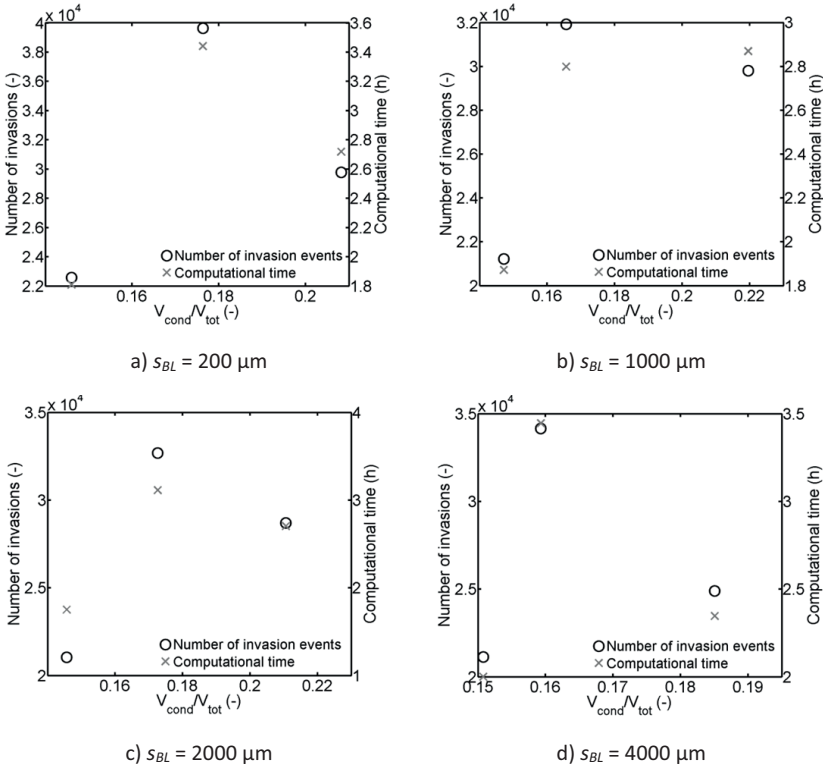 x 10⁴
Number of invasions (-)
4
3.8
3.6
3.4
3.2
3
2.8
2.6
2.4
2.2
3.6
3.4
3.2
3
2.8
2.6
2.4
2.2
2
1.8
Computational time (h)
Number of invasion events
Computational time
0.16 0.18 0.2
V_cond/V_tot (-)
a) s_BL = 200 µm
x 10⁴
Number of invasions (-)
3.2
3
2.8
2.6
2.4
2.2
2
3
2.8
2.6
2.4
2.2
2
1.8
Computational time (h)
Number of invasion events
Computational time
0.16 0.18 0.2 0.22
V_cond/V_tot (-)
b) s_BL = 1000 µm
x 10⁴
Number of invasions (-)
3.5
3
2.5
2
4
3
2
1
Computational time (h)
Number of invasion events
Computational time
0.16 0.18 0.2 0.22
V_cond/V_tot (-)
c) s_BL = 2000 µm
x 10⁴
Number of invasions (-)
3.5
3
2.5
2
3.5
3
2.5
2
Computational time (h)
Number of invasion events
Computational time
0.15 0.16 0.17 0.18 0.19
V_cond/V_tot (-)
d) s_BL = 4000 µm